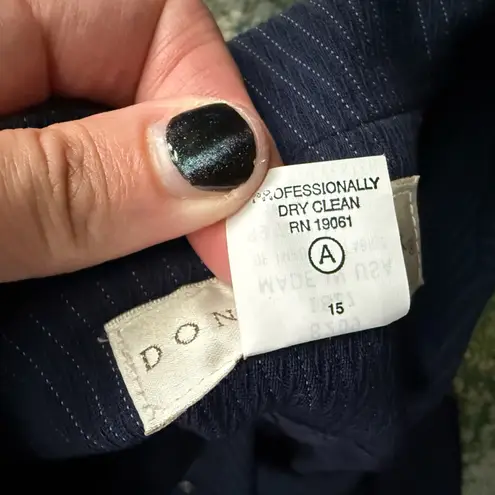 PROFESSIONALLY
DRY CLEAN
RN 19061
A
15
DON